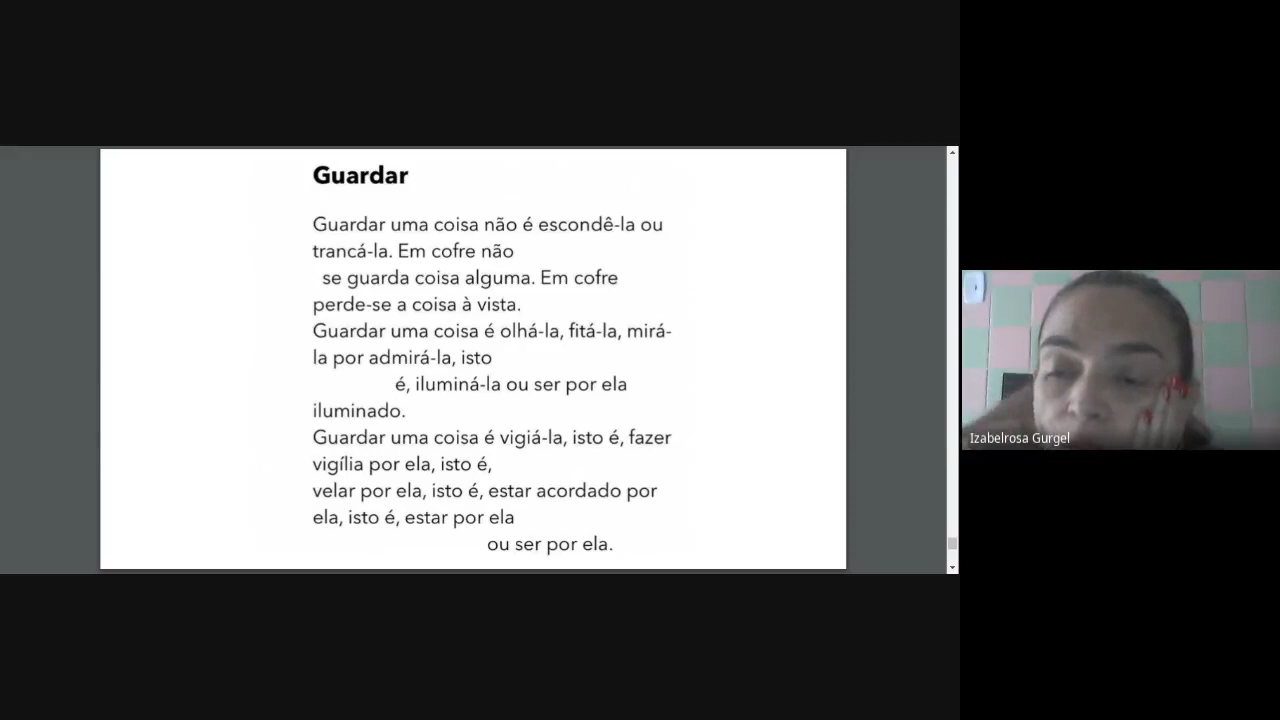 Guardar
Guardar uma coisa não é escondê-la ou
trancá-la. Em cofre não
se guarda coisa alguma. Em cofre
perde-se a coisa à vista.
Guardar uma coisa é olhá-la, fitá-la, mirá-
la por admirá-la, isto
é, iluminá-la ou ser por ela
iluminado.
Guardar uma coisa é vigiá-la, isto é, fazer
vigília por ela, isto é,
velar por ela, isto é, estar acordado por
ela, isto é, estar por ela
ou ser por ela.
Izabelrosa Gurgel